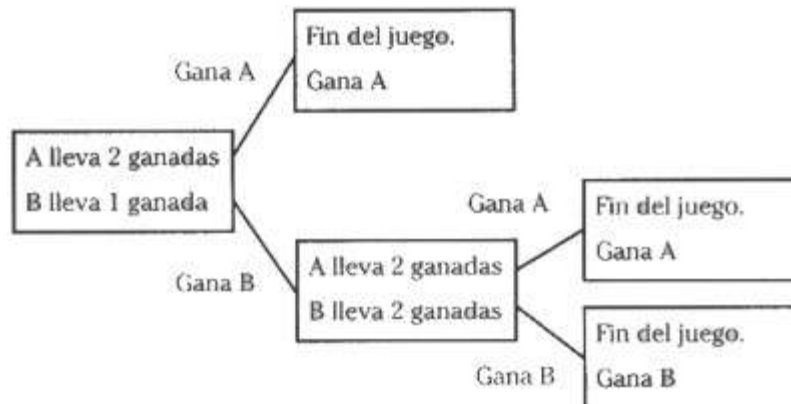 Fin del juego.
Gana A
Gana A
A lleva 2 ganadas
B lleva 1 ganada
Gana B
A lleva 2 ganadas
B lleva 2 ganadas
Gana A
Fin del juego.
Gana A
Gana B
Fin del juego.
Gana B